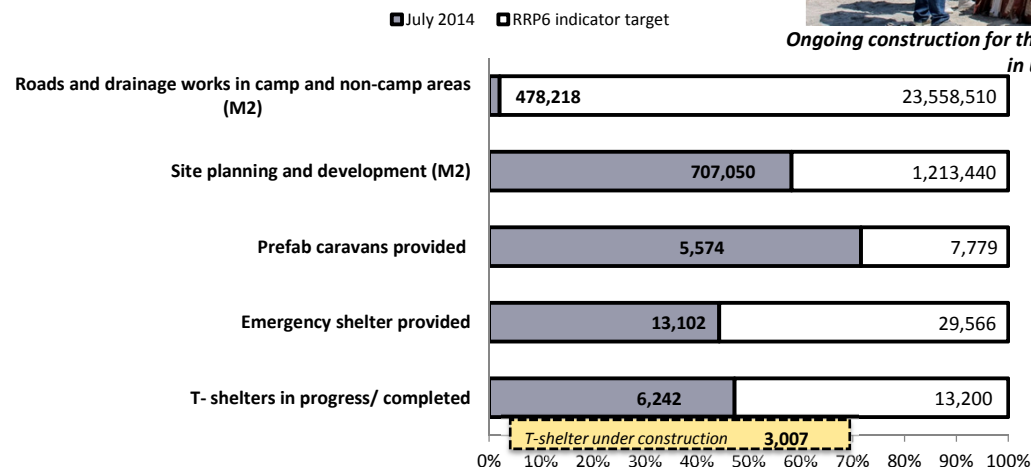 July 2014 RRP6 indicator target
Ongoing construction for th
in
Roads and drainage works in camp and non-camp areas
(M2)
478,218 23,558,510
Site planning and development (M2) 707,050 1,213,440
Prefab caravans provided 5,574 7,779
Emergency shelter provided 13,102 29,566
T- shelters in progress/ completed 6,242 13,200
T-shelter under construction 3,007
0% 10% 20% 30% 40% 50% 60% 70% 80% 90% 100%